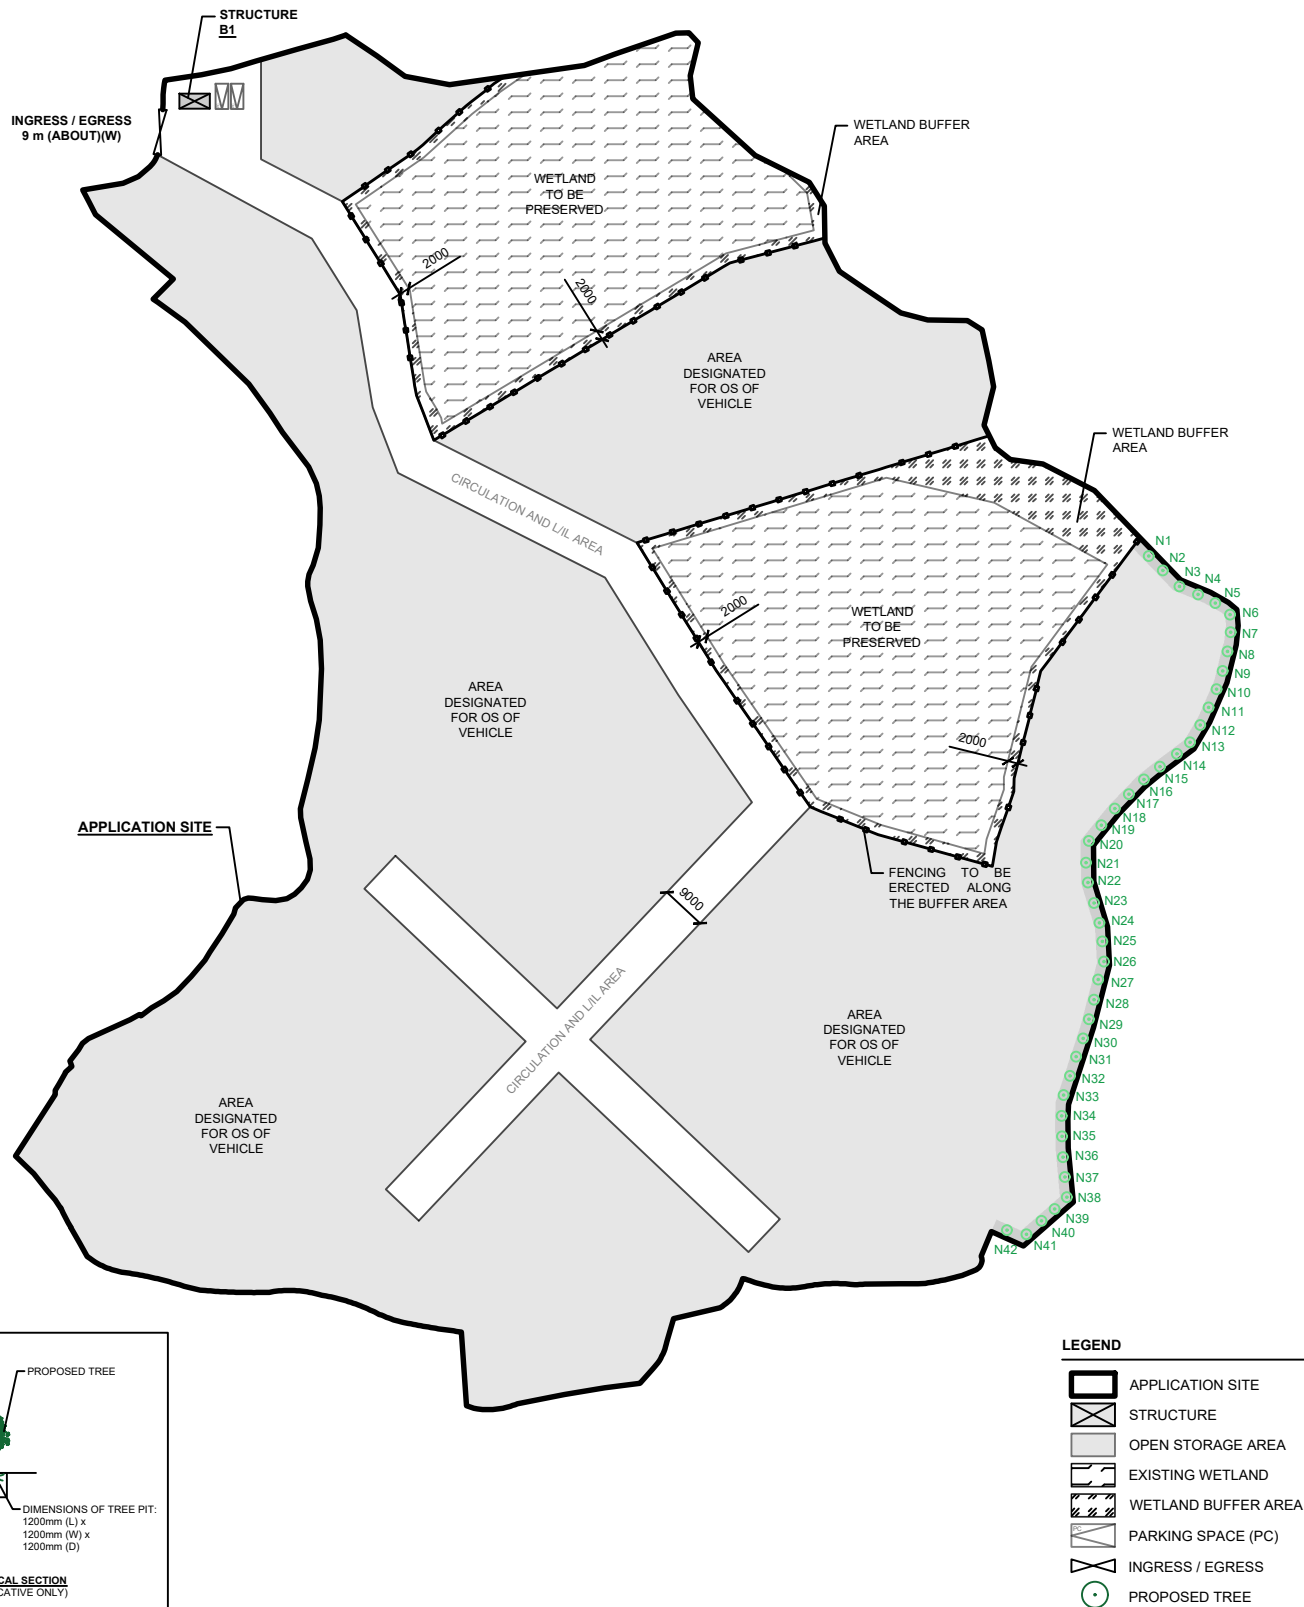 STRUCTURE
B1
INGRESS / EGRESS
9 m (ABOUT)(W)
WETLAND BUFFER
AREA
WETLAND
TO BE
PRESERVED
2000
2000
AREA
DESIGNATED
FOR OS OF
VEHICLE
WETLAND BUFFER
AREA
CIRCULATION AND L/IL AREA
N1
N2
N3
N4
N5
N6
N7
N8
N9
N10
N11
N12
N13
N14
N15
N16
N17
N18
N19
N20
N21
N22
N23
N24
N25
N26
N27
N28
N29
N30
N31
N32
N33
N34
N35
N36
N37
N38
N39
N40
N41
N42
2000
WETLAND
TO BE
PRESERVED
2000
AREA
DESIGNATED
FOR OS OF
VEHICLE
APPLICATION SITE
FENCING TO BE
ERECTED ALONG
THE BUFFER AREA
9000
CIRCULATION AND L/IL AREA
AREA
DESIGNATED
FOR OS OF
VEHICLE
AREA
DESIGNATED
FOR OS OF
VEHICLE
PROPOSED TREE
DIMENSIONS OF TREE PIT:
1200mm (L) x
1200mm (W) x
1200mm (D)
CAL SECTION
CATIVE ONLY)
LEGEND
APPLICATION SITE
STRUCTURE
OPEN STORAGE AREA
EXISTING WETLAND
WETLAND BUFFER AREA
PC
PARKING SPACE (PC)
INGRESS / EGRESS
PROPOSED TREE